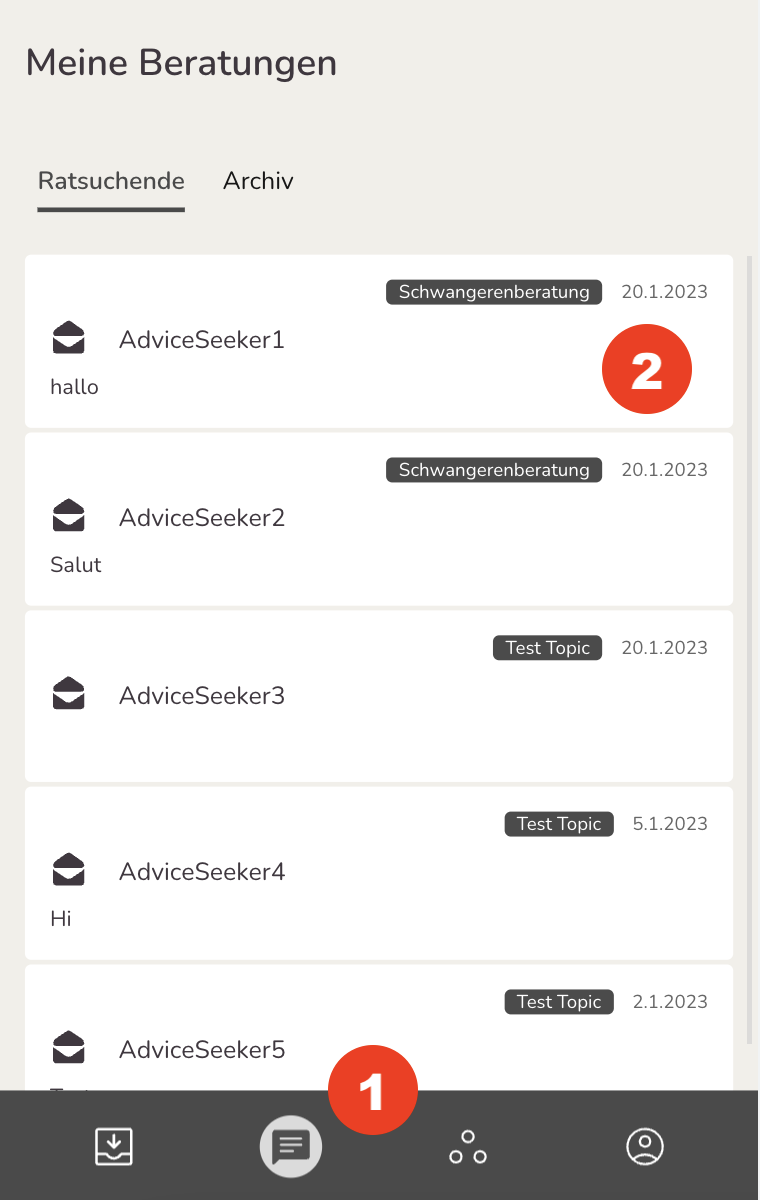 Meine Beratungen
Ratsuchende Archiv
Schwangerenberatung 20.1.2023
AdviceSeeker1
2
hallo
Schwangerenberatung 20.1.2023
AdviceSeeker2
Salut
Test Topic 20.1.2023
AdviceSeeker3
Test Topic 5.1.2023
AdviceSeeker4
Hi
Test Topic 2.1.2023
AdviceSeeker5
1